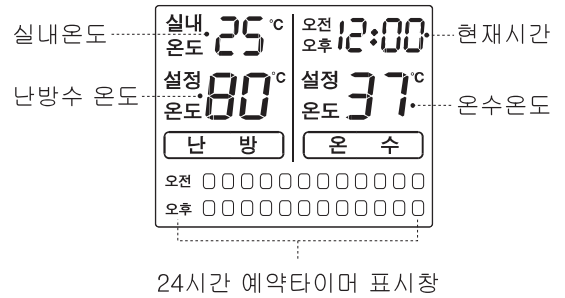 실내온도
실내 온도 25 °C
오전 오후 12:00
현재시간
난방수 온도
설정 온도 80 °C
설정 온도 37 °C
온수온도
난 방
온 수
오전
오후
24시간 예약타이머 표시창